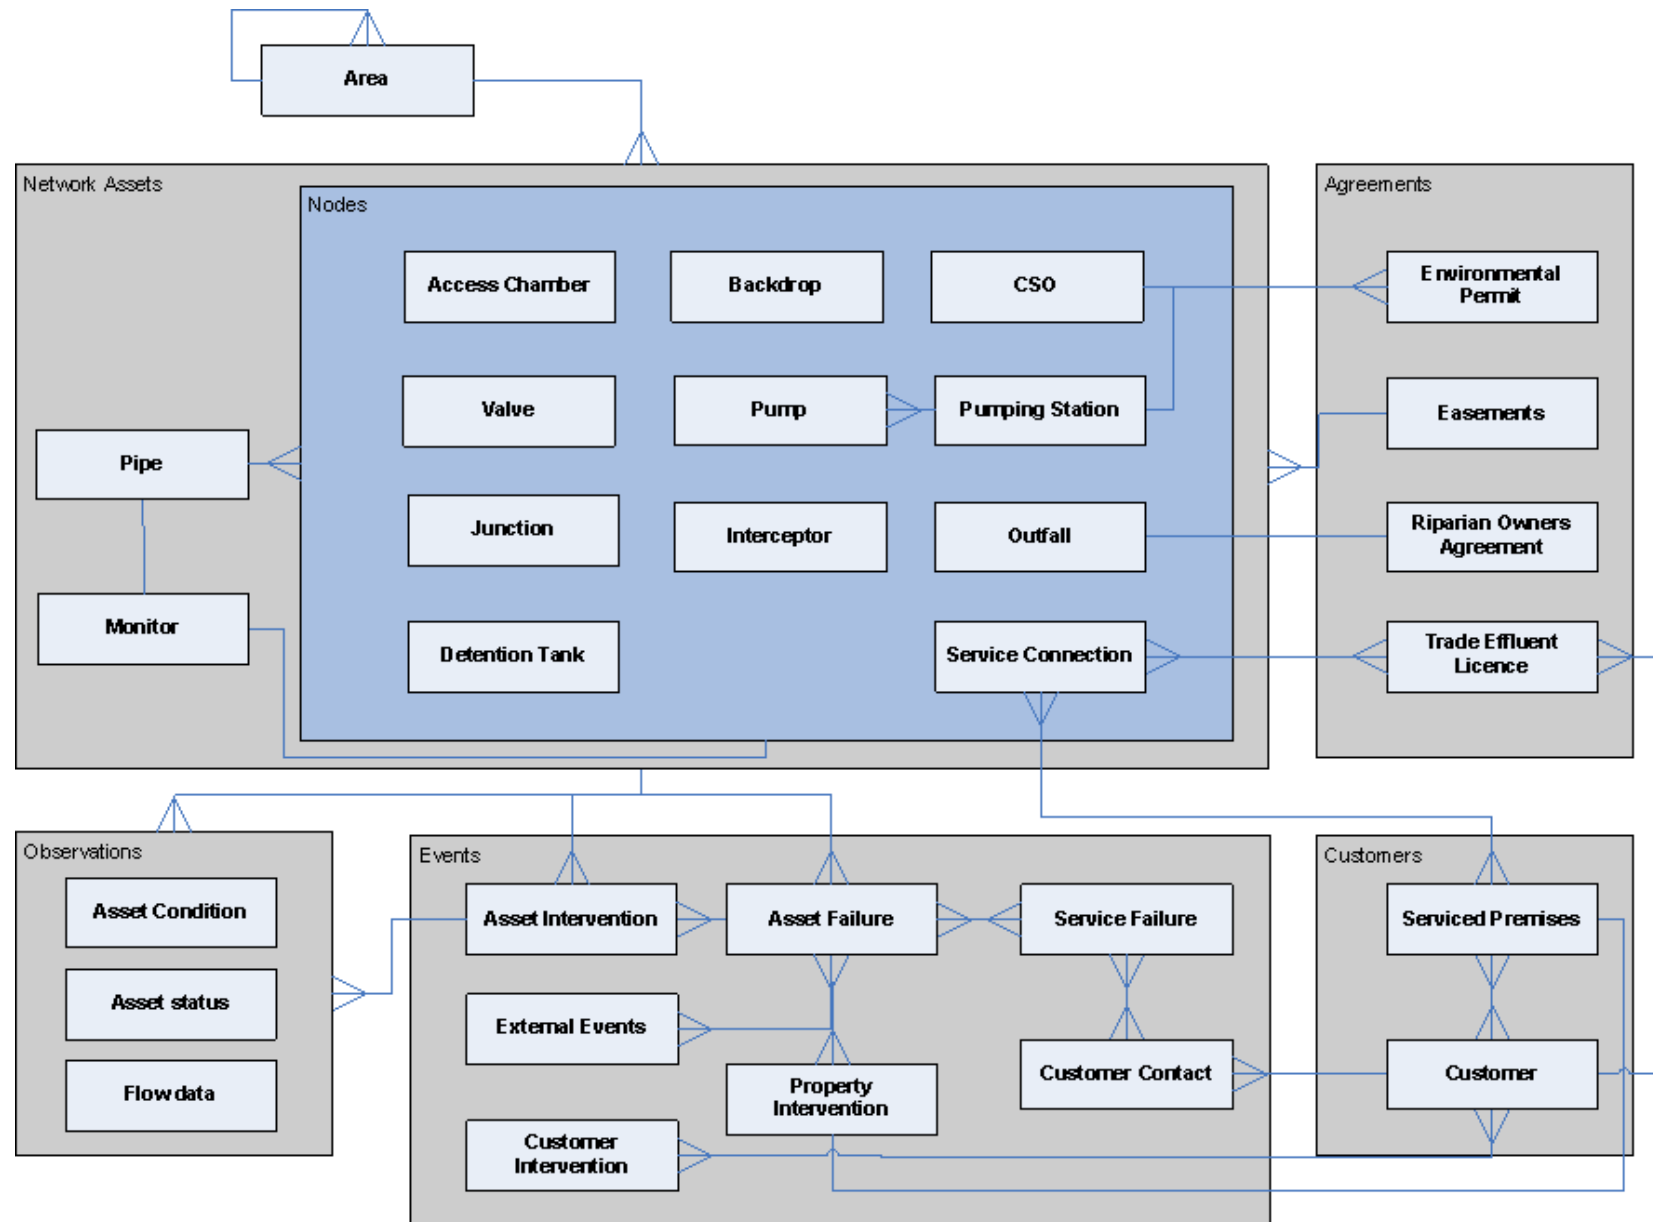 Area
Network Assets
Nodes
Access Chamber
Backdrop
CSO
Valve
Pump
Pumping Station
Pipe
Junction
Interceptor
Outfall
Monitor
Detention Tank
Service Connection
Agreements
Environmental
Permit
Easements
Riparian Owners
Agreement
Trade Effluent
Licence
Observations
Asset Condition
Asset status
Flow data
Events
Asset Intervention
Asset Failure
Service Failure
External Events
Property
Intervention
Customer Contact
Customer
Intervention
Customers
Serviced Premises
Customer